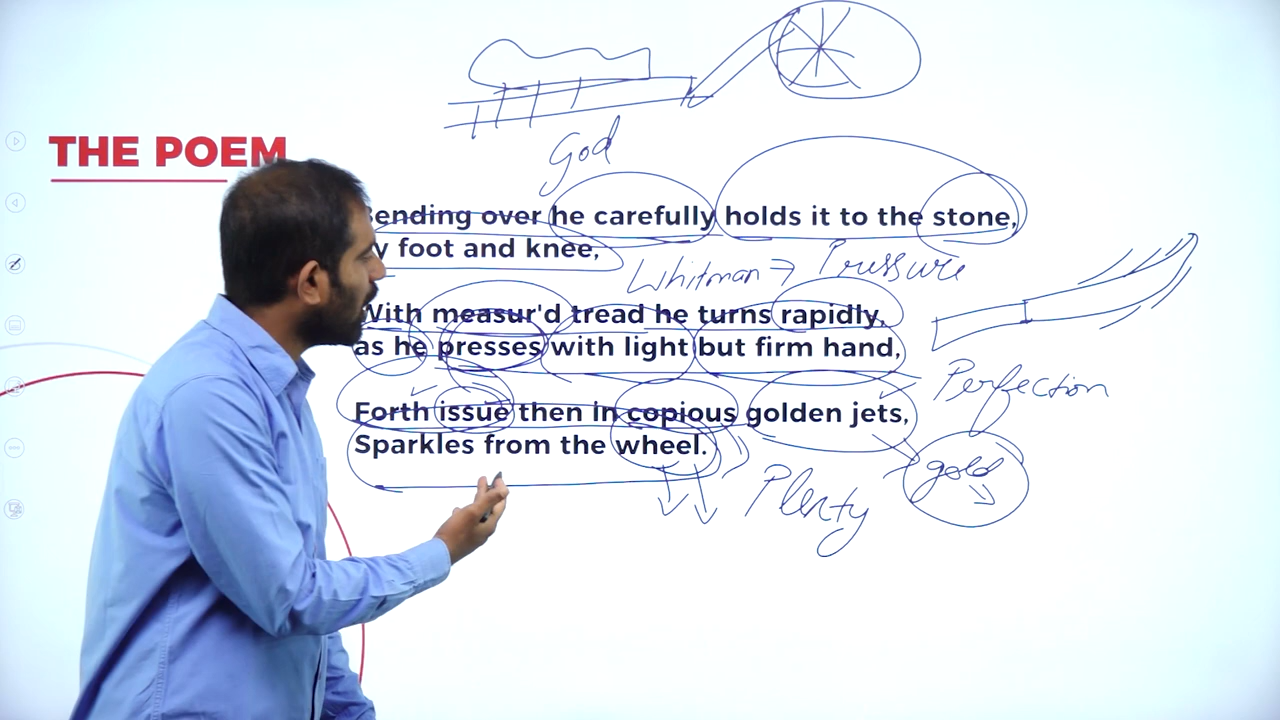 THE POEM
God
Bending over he carefully holds it to the stone,
by foot and knee,
Whitman → Pressure
With measur'd tread he turns rapidly,
as he presses with light but firm hand,
Perfection
Forth issue then in copious golden jets,
Sparkles from the wheel.
gold
Plenty